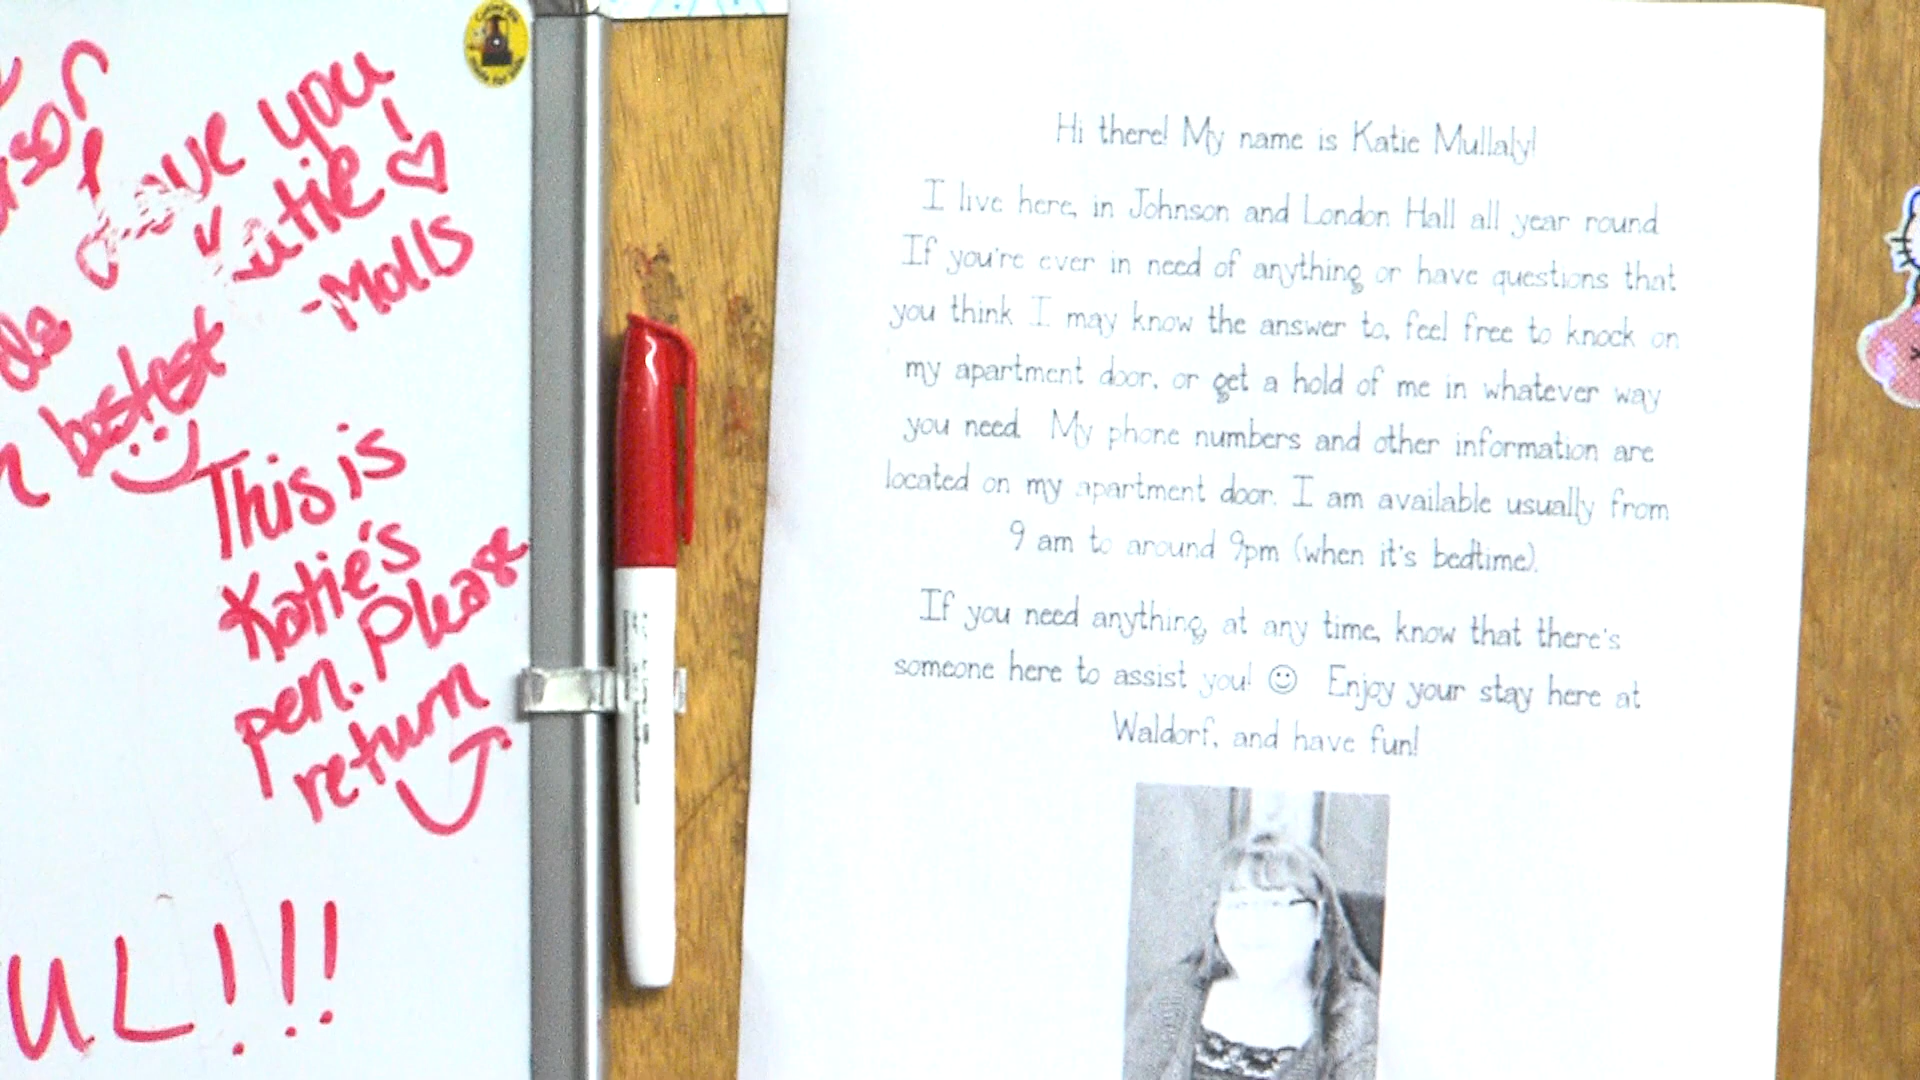 Love you
Katie!
-Molls
bestest
This is
Katie's
pen. Please
return
UL!!!
Hi there! My name is Katie Mullaly!
I live here, in Johnson and London Hall all year round
If you're ever in need of anything, or have questions that
you think I may know the answer to, feel free to knock on
my apartment door, or get a hold of me in whatever way
you need. My phone numbers and other information are
located on my apartment door. I am available usually from
9 am to around 9pm (when it's bedtime).
If you need anything, at any time, know that there's
someone here to assist you! ☺ Enjoy your stay here at
Waldorf, and have fun!